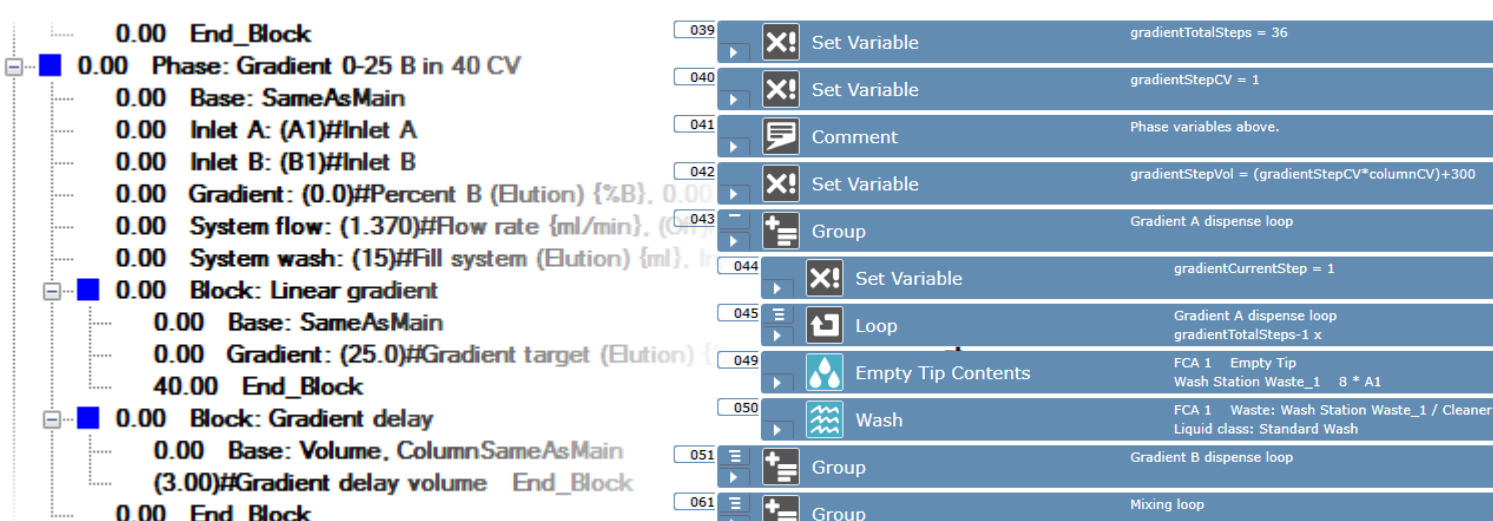 0.00 End_Block
0.00 Phase: Gradient 0-25 B in 40 CV
0.00 Base: SameAsMain
0.00 Inlet A: (A1)#Inlet A
0.00 Inlet B: (B1)#Inlet B
0.00 Gradient: (0.0)#Percent B (Elution) {%B}, 0.00
0.00 System flow: (1.370)#Flow rate {ml/min}, (Off)
0.00 System wash: (15)#Fill system (Elution) {ml}, In
0.00 Block: Linear gradient
0.00 Base: SameAsMain
0.00 Gradient: (25.0)#Gradient target (Elution) {%
40.00 End_Block
0.00 Block: Gradient delay
0.00 Base: Volume, ColumnSameAsMain
(3.00)#Gradient delay volume End_Block
0.00 End_Block
039 Set Variable gradientTotalSteps = 36
040 Set Variable gradientStepCV = 1
041 Comment Phase variables above.
042 Set Variable gradientStepVol = (gradientStepCV*columnCV)+300
043 Group Gradient A dispense loop
044 Set Variable gradientCurrentStep = 1
045 Loop Gradient A dispense loop
gradientTotalSteps-1 x
049 Empty Tip Contents FCA 1 Empty Tip
Wash Station Waste_1 8 * A1
050 Wash FCA 1 Waste: Wash Station Waste_1 / Cleaner
Liquid class: Standard Wash
051 Group Gradient B dispense loop
061 Group Mixing loop